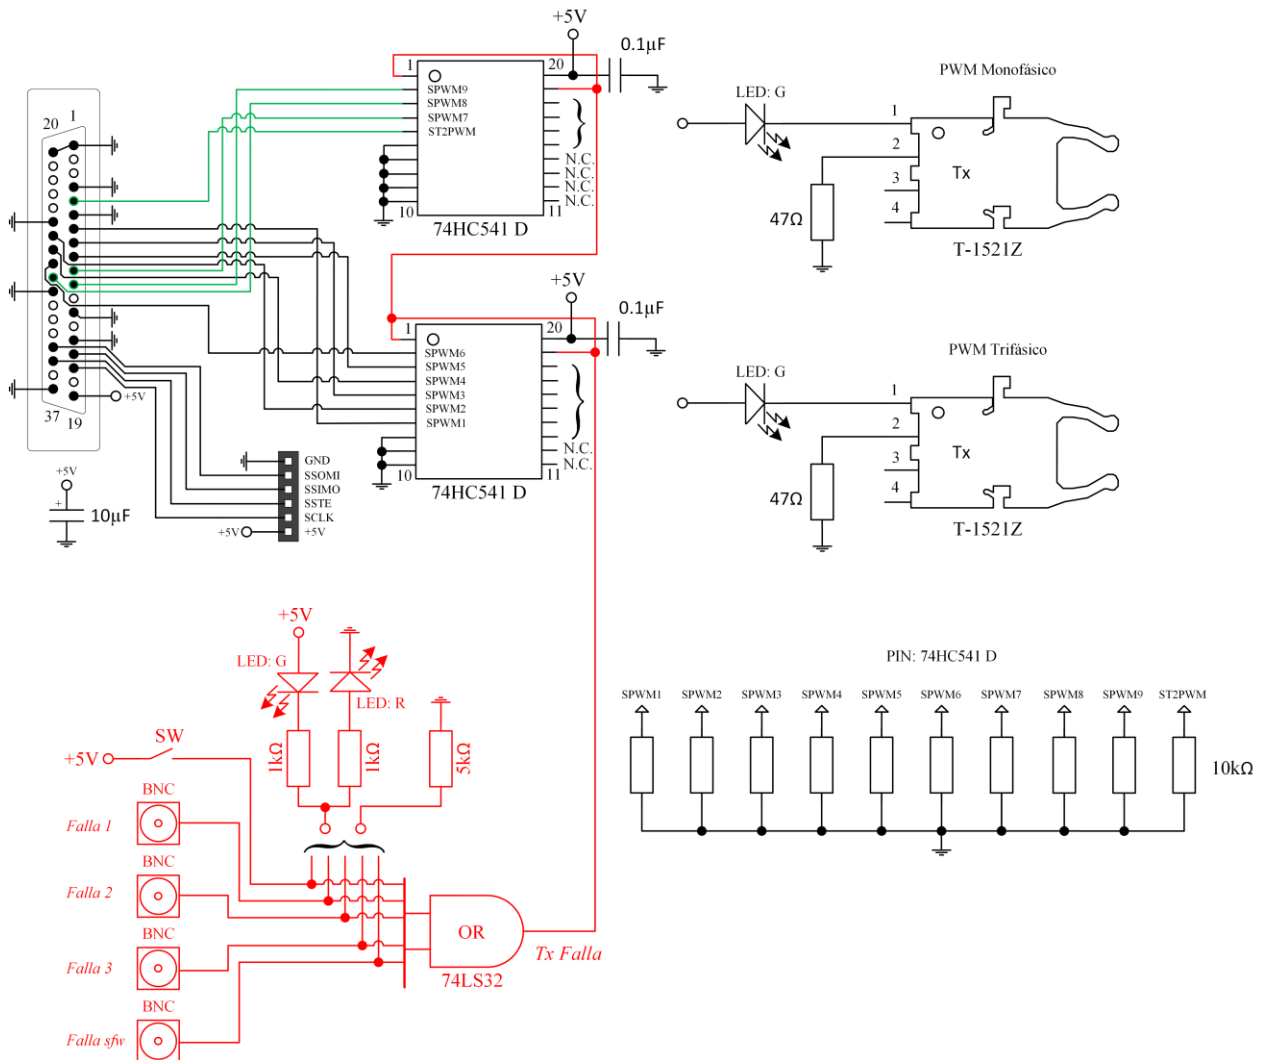 +5V
0.1µF
1
20
SPWM9
SPWM8
SPWM7
ST2PWM
N.C.
N.C.
N.C.
N.C.
10
11
74HC541 D
20
1
37
19
+5V
+5V
0.1µF
1
20
SPWM6
SPWM5
SPWM4
SPWM3
SPWM2
SPWM1
N.C.
N.C.
10
11
74HC541 D
PWM Monofásico
LED: G
1
2
3
4
Tx
47Ω
T-1521Z
PWM Trifásico
LED: G
1
2
3
4
Tx
47Ω
T-1521Z
+5V
+
10µF
GND
SSOMI
SSIMO
SSTE
SCLK
+5V
+5V
+5V
LED: G
LED: R
1kΩ
1kΩ
5kΩ
SW
+5V
BNC
Falla 1
BNC
Falla 2
BNC
Falla 3
BNC
Falla sfw
OR
74LS32
Tx Falla
PIN: 74HC541 D
SPWM1 SPWM2 SPWM3 SPWM4 SPWM5 SPWM6 SPWM7 SPWM8 SPWM9 ST2PWM
10kΩ